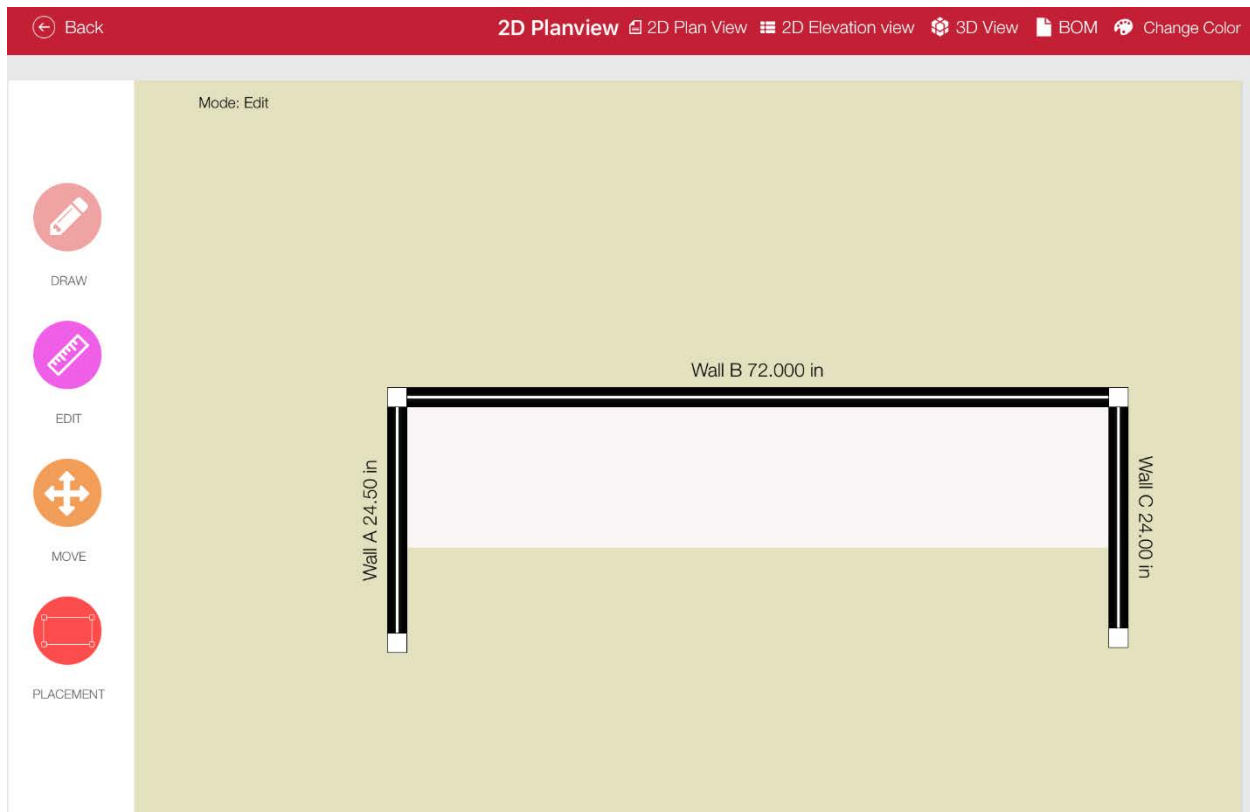 Back
2D Planview
2D Plan View
2D Elevation view
3D View
BOM
Change Color
Mode: Edit
DRAW
EDIT
MOVE
PLACEMENT
Wall B 72.000 in
Wall A 24.50 in
Wall C 24.00 in